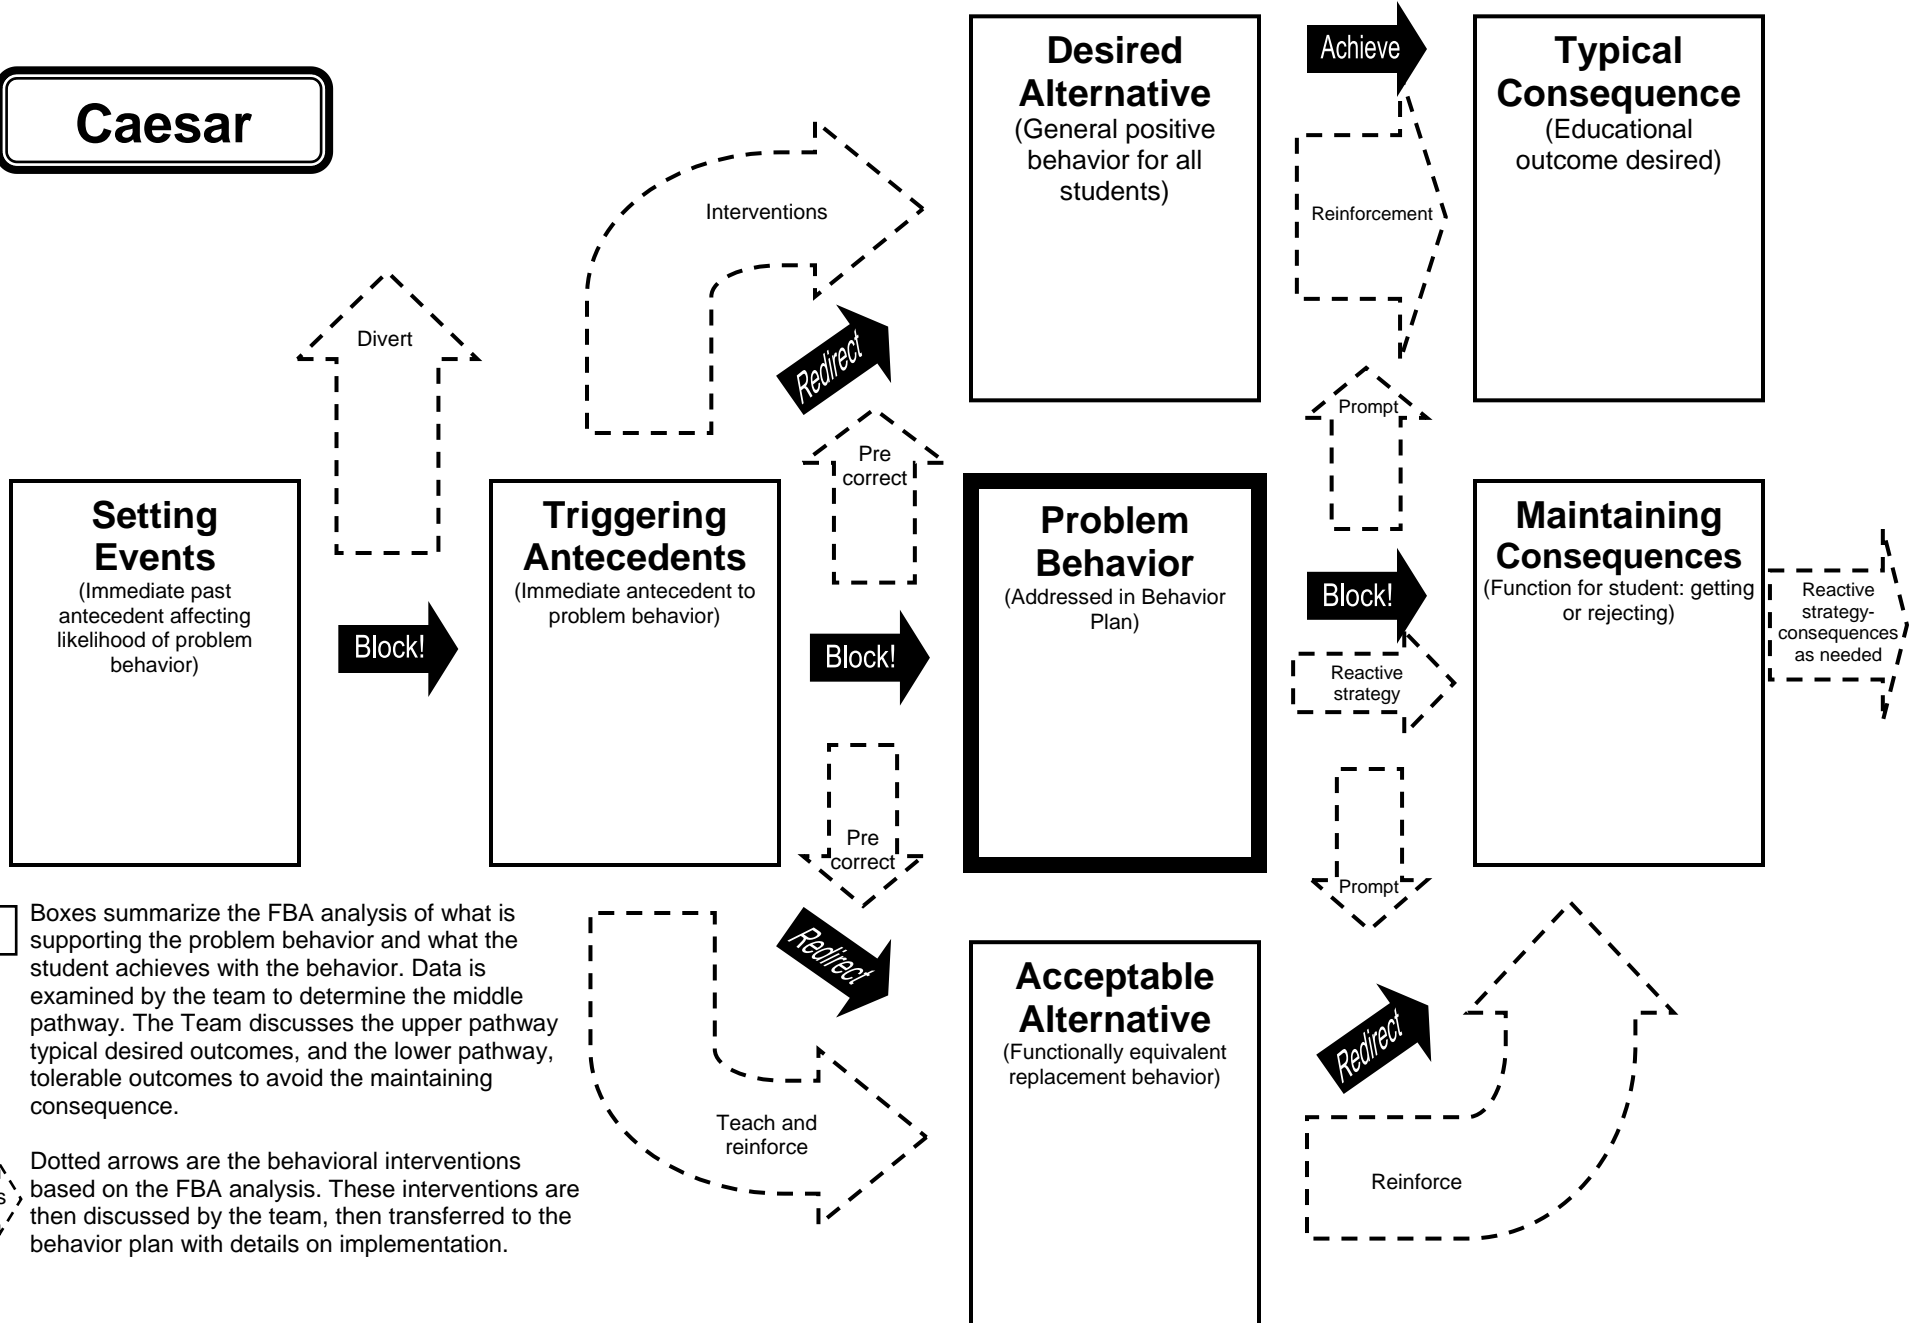 Caesar
Desired
Alternative
(General positive
behavior for all
students)
Achieve
Reinforcement
Typical
Consequence
(Educational
outcome desired)
Interventions
Divert
Redirect
Pre
correct
Prompt
Setting
Events
(Immediate past
antecedent affecting
likelihood of problem
behavior)
Block!
Triggering
Antecedents
(Immediate antecedent to
problem behavior)
Block!
Problem
Behavior
(Addressed in Behavior
Plan)
Block!
Reactive
strategy
Maintaining
Consequences
(Function for student: getting
or rejecting)
Reactive
strategy-
consequences
as needed
Pre
correct
Prompt
Redirect
Boxes summarize the FBA analysis of what is
supporting the problem behavior and what the
student achieves with the behavior. Data is
examined by the team to determine the middle
pathway. The Team discusses the upper pathway
typical desired outcomes, and the lower pathway,
tolerable outcomes to avoid the maintaining
consequence.
Dotted arrows are the behavioral interventions
based on the FBA analysis. These interventions are
then discussed by the team, then transferred to the
behavior plan with details on implementation.
Teach and
reinforce
Acceptable
Alternative
(Functionally equivalent
replacement behavior)
Redirect
Reinforce